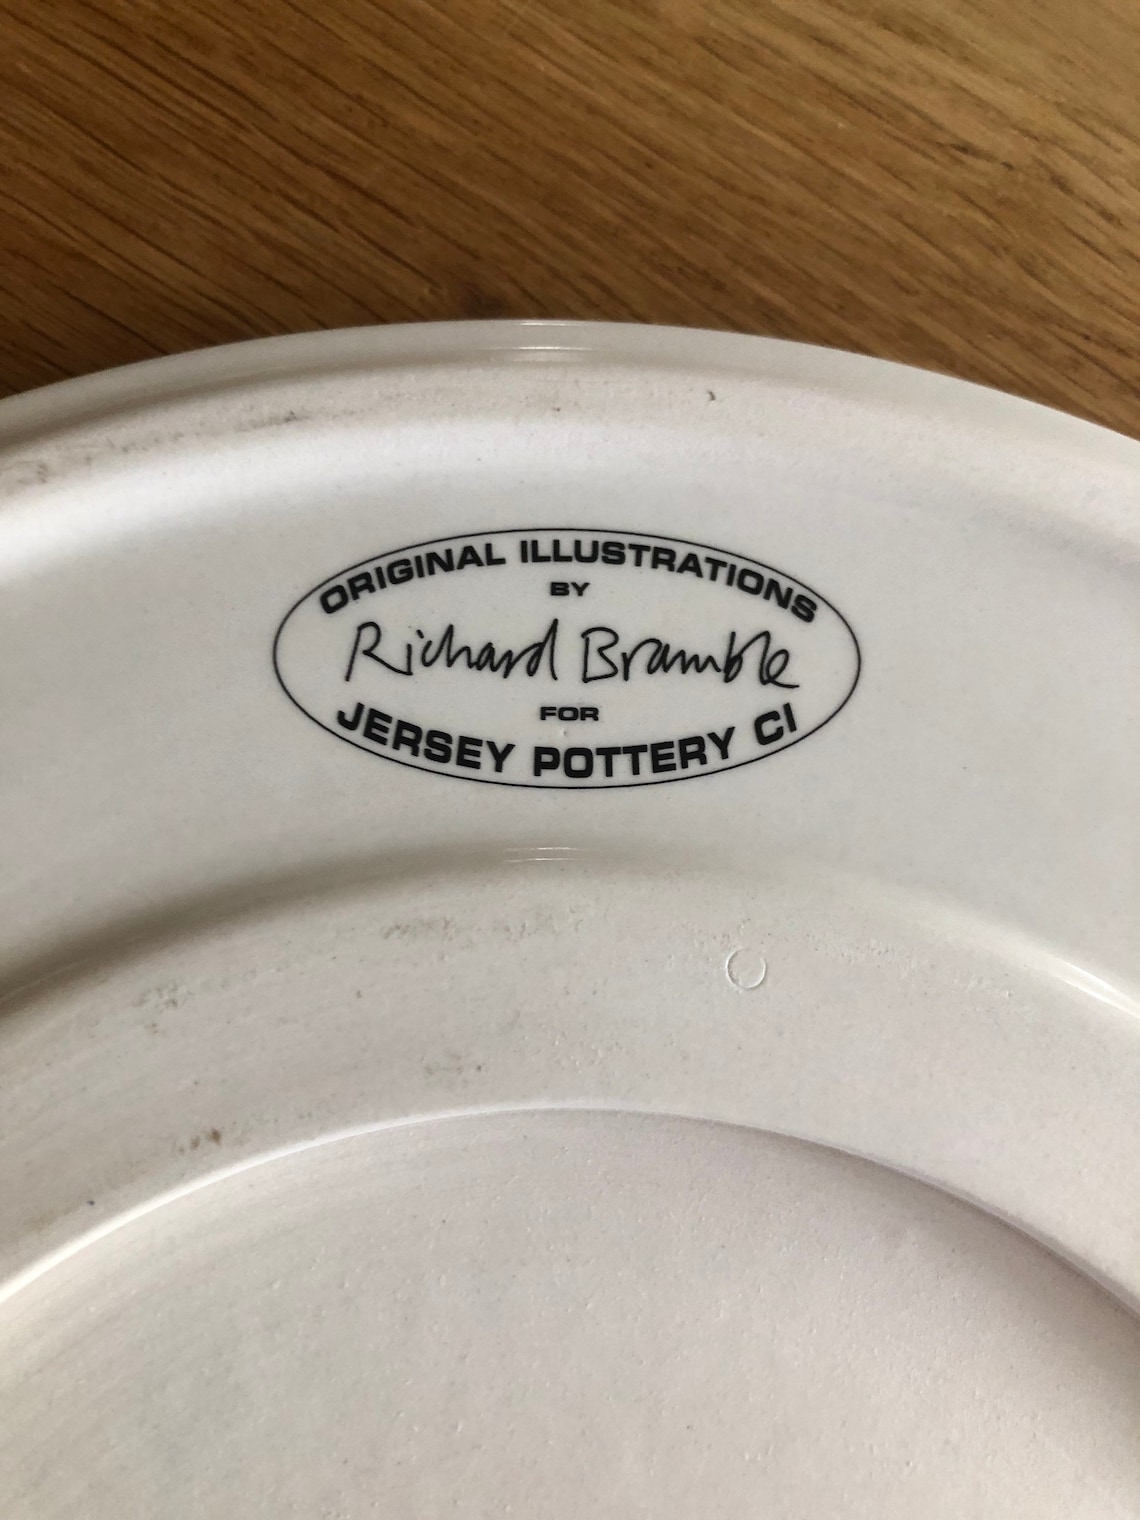 ORIGINAL ILLUSTRATIONS
BY
Richard Bramble
FOR
JERSEY POTTERY CI